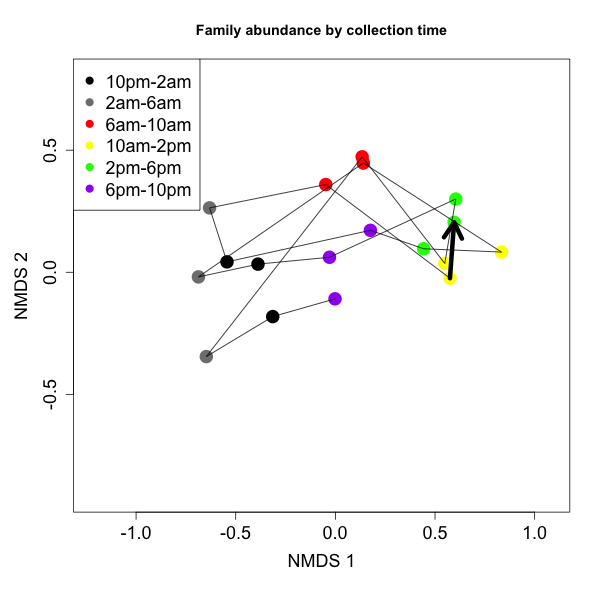 Family abundance by collection time
10pm-2am
2am-6am
6am-10am
10am-2pm
2pm-6pm
6pm-10pm
0.5
0.0
-0.5
NMDS 2
-1.0 -0.5 0.0 0.5 1.0
NMDS 1